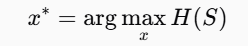 x* = arg max H(S)
x